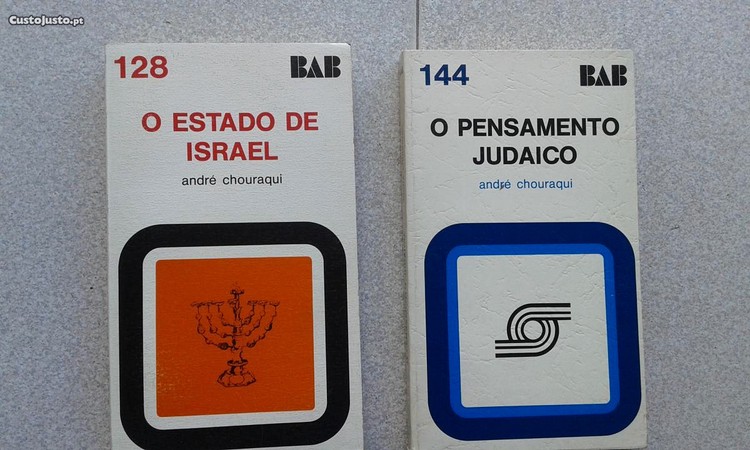 CustoJusto.pt
128
BAB
O ESTADO DE
ISRAEL
andré chouraqui
144
BAB
O PENSAMENTO
JUDAICO
andré chouraqui